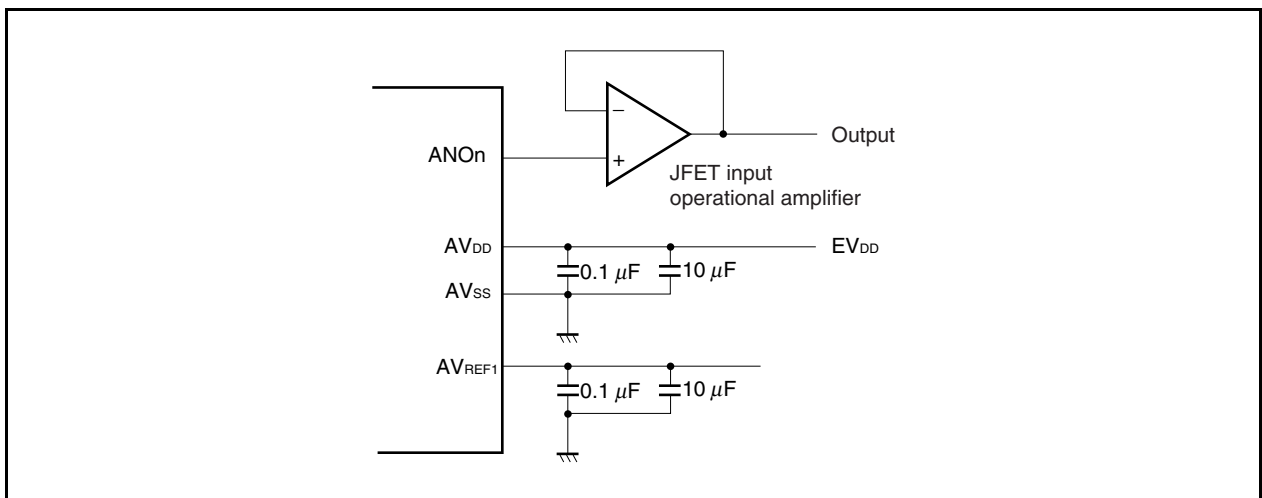 −
+
Output
ANOn
JFET input
operational amplifier
AVDD
EVDD
0.1 μF
10 μF
AVSS
AVREF1
0.1 μF
10 μF